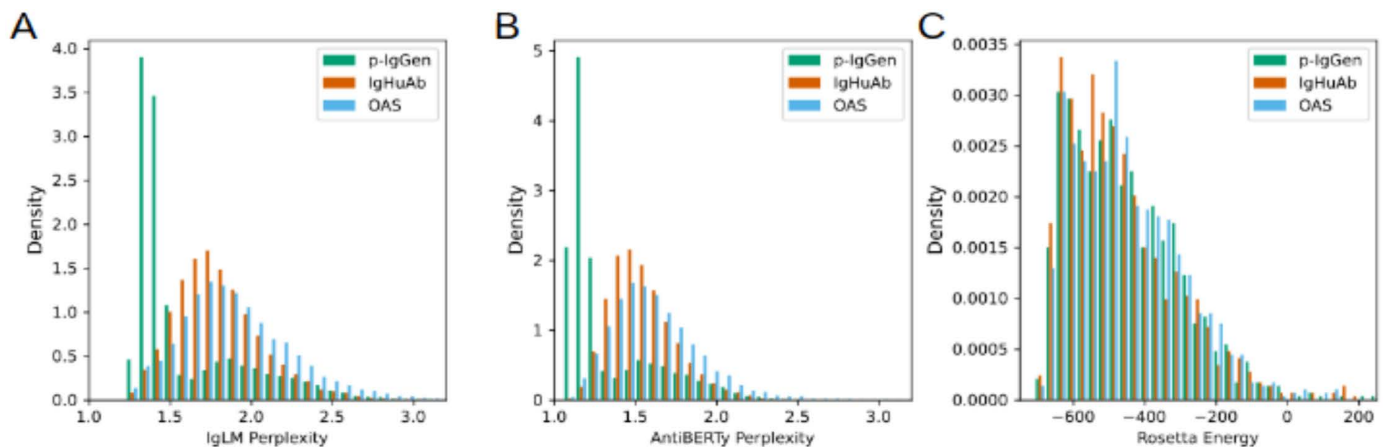 A
4.0
3.5
3.0
2.5
2.0
1.5
1.0
0.5
0.0
Density
1.0 1.5 2.0 2.5 3.0
IgLM Perplexity
p-IgGen
IgHuAb
OAS
B
5
4
3
2
1
0
Density
1.0 1.5 2.0 2.5 3.0
AntiBERTy Perplexity
p-IgGen
IgHuAb
OAS
C
0.0035
0.0030
0.0025
0.0020
0.0015
0.0010
0.0005
0.0000
Density
−600 −400 −200 0 200
Rosetta Energy
p-IgGen
IgHuAb
OAS